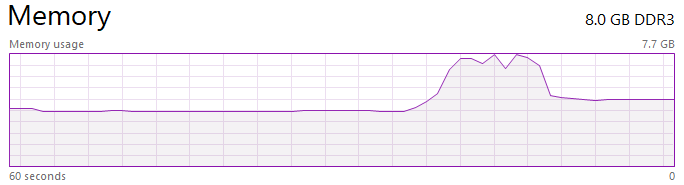 Memory 8.0 GB DDR3
Memory usage 7.7 GB
60 seconds 0